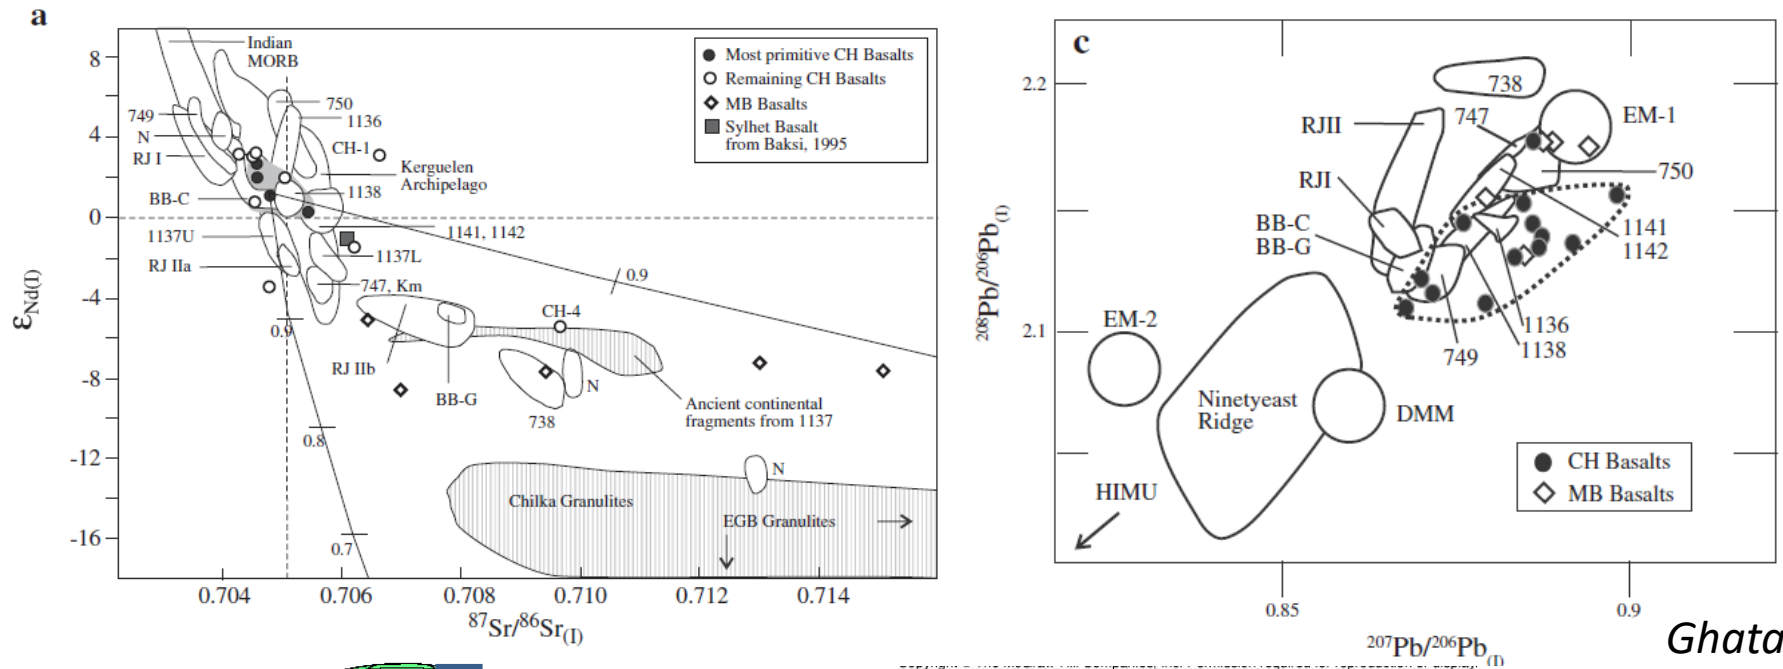 a
8
4
0
-4
-8
-12
-16
εNd(I)
0.704
0.706
0.708
0.710
0.712
0.714
87Sr/86Sr(I)
Indian
MORB
750
1136
749
N
RJ I
CH-1
Kerguelen
Archipelago
BB-C
1138
1137U
1141, 1142
1137L
RJ IIa
747, Km
0.9
0.9
CH-4
RJ IIb
BB-G
N
738
Ancient continental
fragments from 1137
0.8
N
Chilka Granulites
EGB Granulites
0.7
Most primitive CH Basalts
Remaining CH Basalts
MB Basalts
Sylhet Basalt
from Baksi, 1995
c
2.2
2.1
208Pb/206Pb(I)
0.85
0.9
207Pb/206Pb(I)
738
747
EM-1
RJII
750
RJI
BB-C
BB-G
1141
1142
1136
1138
749
EM-2
Ninetyeast
Ridge
DMM
HIMU
CH Basalts
MB Basalts
Ghata